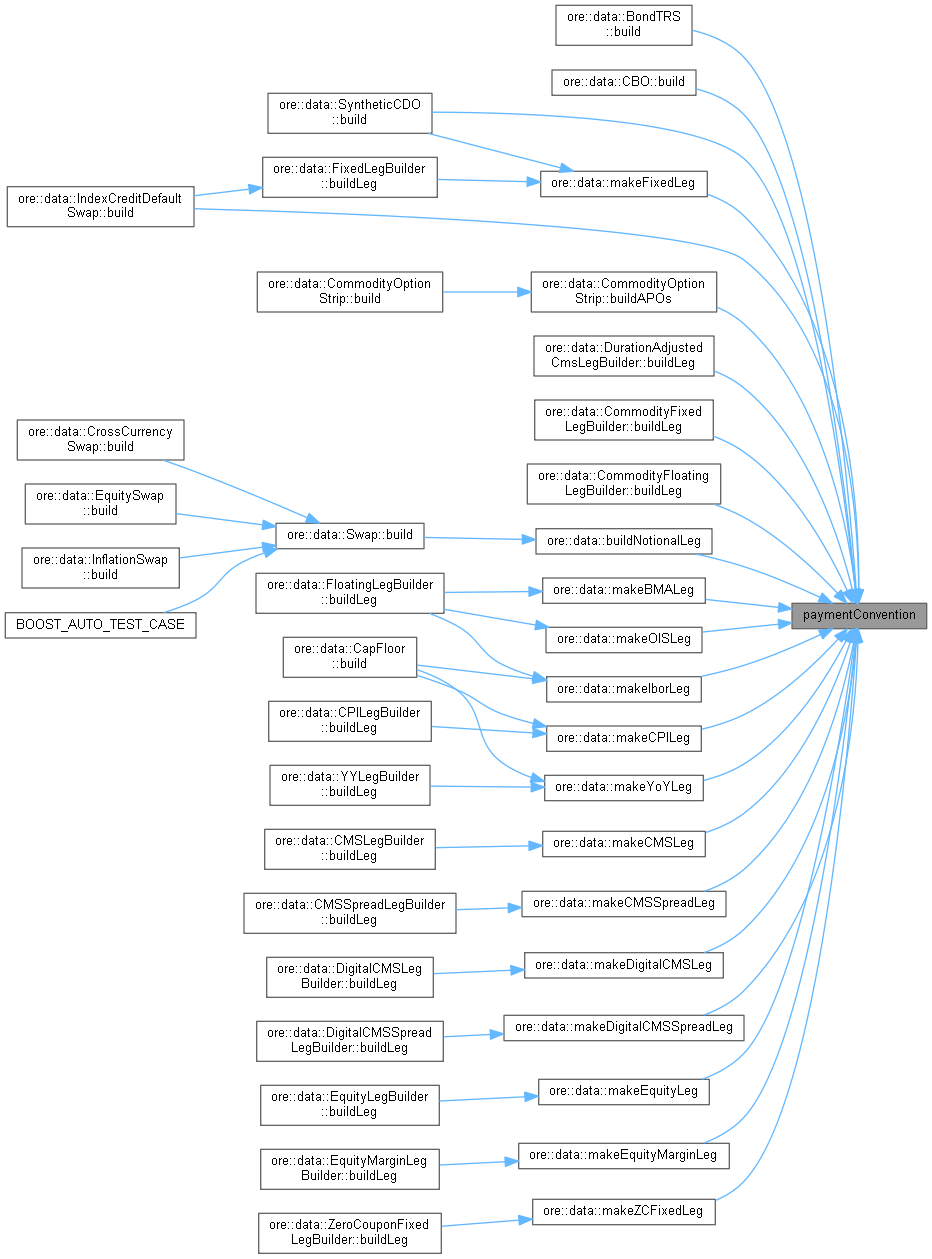 ore::data::BondTRS
::build
ore::data::CBO::build
ore::data::SyntheticCDO
::build
ore::data::FixedLegBuilder
::buildLeg
ore::data::makeFixedLeg
ore::data::IndexCreditDefault
Swap::build
ore::data::CommodityOption
Strip::build
ore::data::CommodityOption
Strip::buildAPOs
ore::data::DurationAdjusted
CmsLegBuilder::buildLeg
ore::data::CommodityFixed
LegBuilder::buildLeg
ore::data::CrossCurrency
Swap::build
ore::data::CommodityFloating
LegBuilder::buildLeg
ore::data::EquitySwap
::build
ore::data::Swap::build
ore::data::buildNotionalLeg
ore::data::InflationSwap
::build
ore::data::FloatingLegBuilder
::buildLeg
ore::data::makeBMALeg
paymentConvention
BOOST_AUTO_TEST_CASE
ore::data::makeOISLeg
ore::data::CapFloor
::build
ore::data::makeIborLeg
ore::data::CPILegBuilder
::buildLeg
ore::data::makeCPILeg
ore::data::YYLegBuilder
::buildLeg
ore::data::makeYoYLeg
ore::data::CMSLegBuilder
::buildLeg
ore::data::makeCMSLeg
ore::data::CMSSpreadLegBuilder
::buildLeg
ore::data::makeCMSSpreadLeg
ore::data::DigitalCMSLeg
Builder::buildLeg
ore::data::makeDigitalCMSLeg
ore::data::DigitalCMSSpread
LegBuilder::buildLeg
ore::data::makeDigitalCMSSpreadLeg
ore::data::EquityLegBuilder
::buildLeg
ore::data::makeEquityLeg
ore::data::EquityMarginLeg
Builder::buildLeg
ore::data::makeEquityMarginLeg
ore::data::ZeroCouponFixed
LegBuilder::buildLeg
ore::data::makeZCFixedLeg